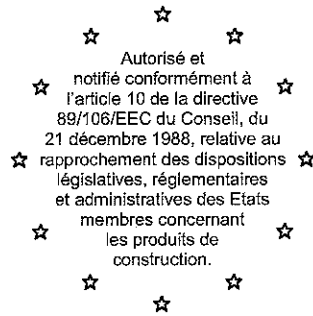 Autorisé et
notifié conformément à
l'article 10 de la directive
89/106/EEC du Conseil, du
21 décembre 1988, relative au
rapprochement des dispositions
législatives, réglementaires
et administratives des Etats
membres concernant
les produits de
construction.